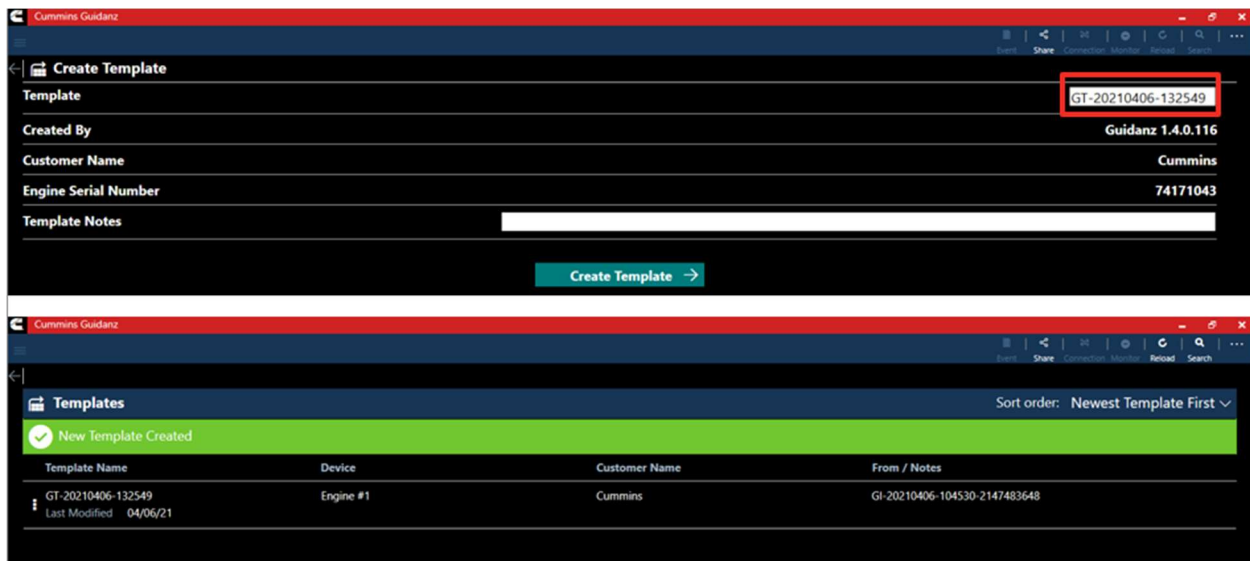 Cummins Guidanz
Event Share Connection Monitor Reload Search
Create Template
Template GT-20210406-132549
Created By Guidanz 1.4.0.116
Customer Name Cummins
Engine Serial Number 74171043
Template Notes
Create Template
Cummins Guidanz
Event Share Connection Monitor Reload Search
Templates Sort order: Newest Template First
New Template Created
Template Name Device Customer Name From / Notes
GT-20210406-132549 Engine #1 Cummins GI-20210406-104530-2147483648
Last Modified 04/06/21